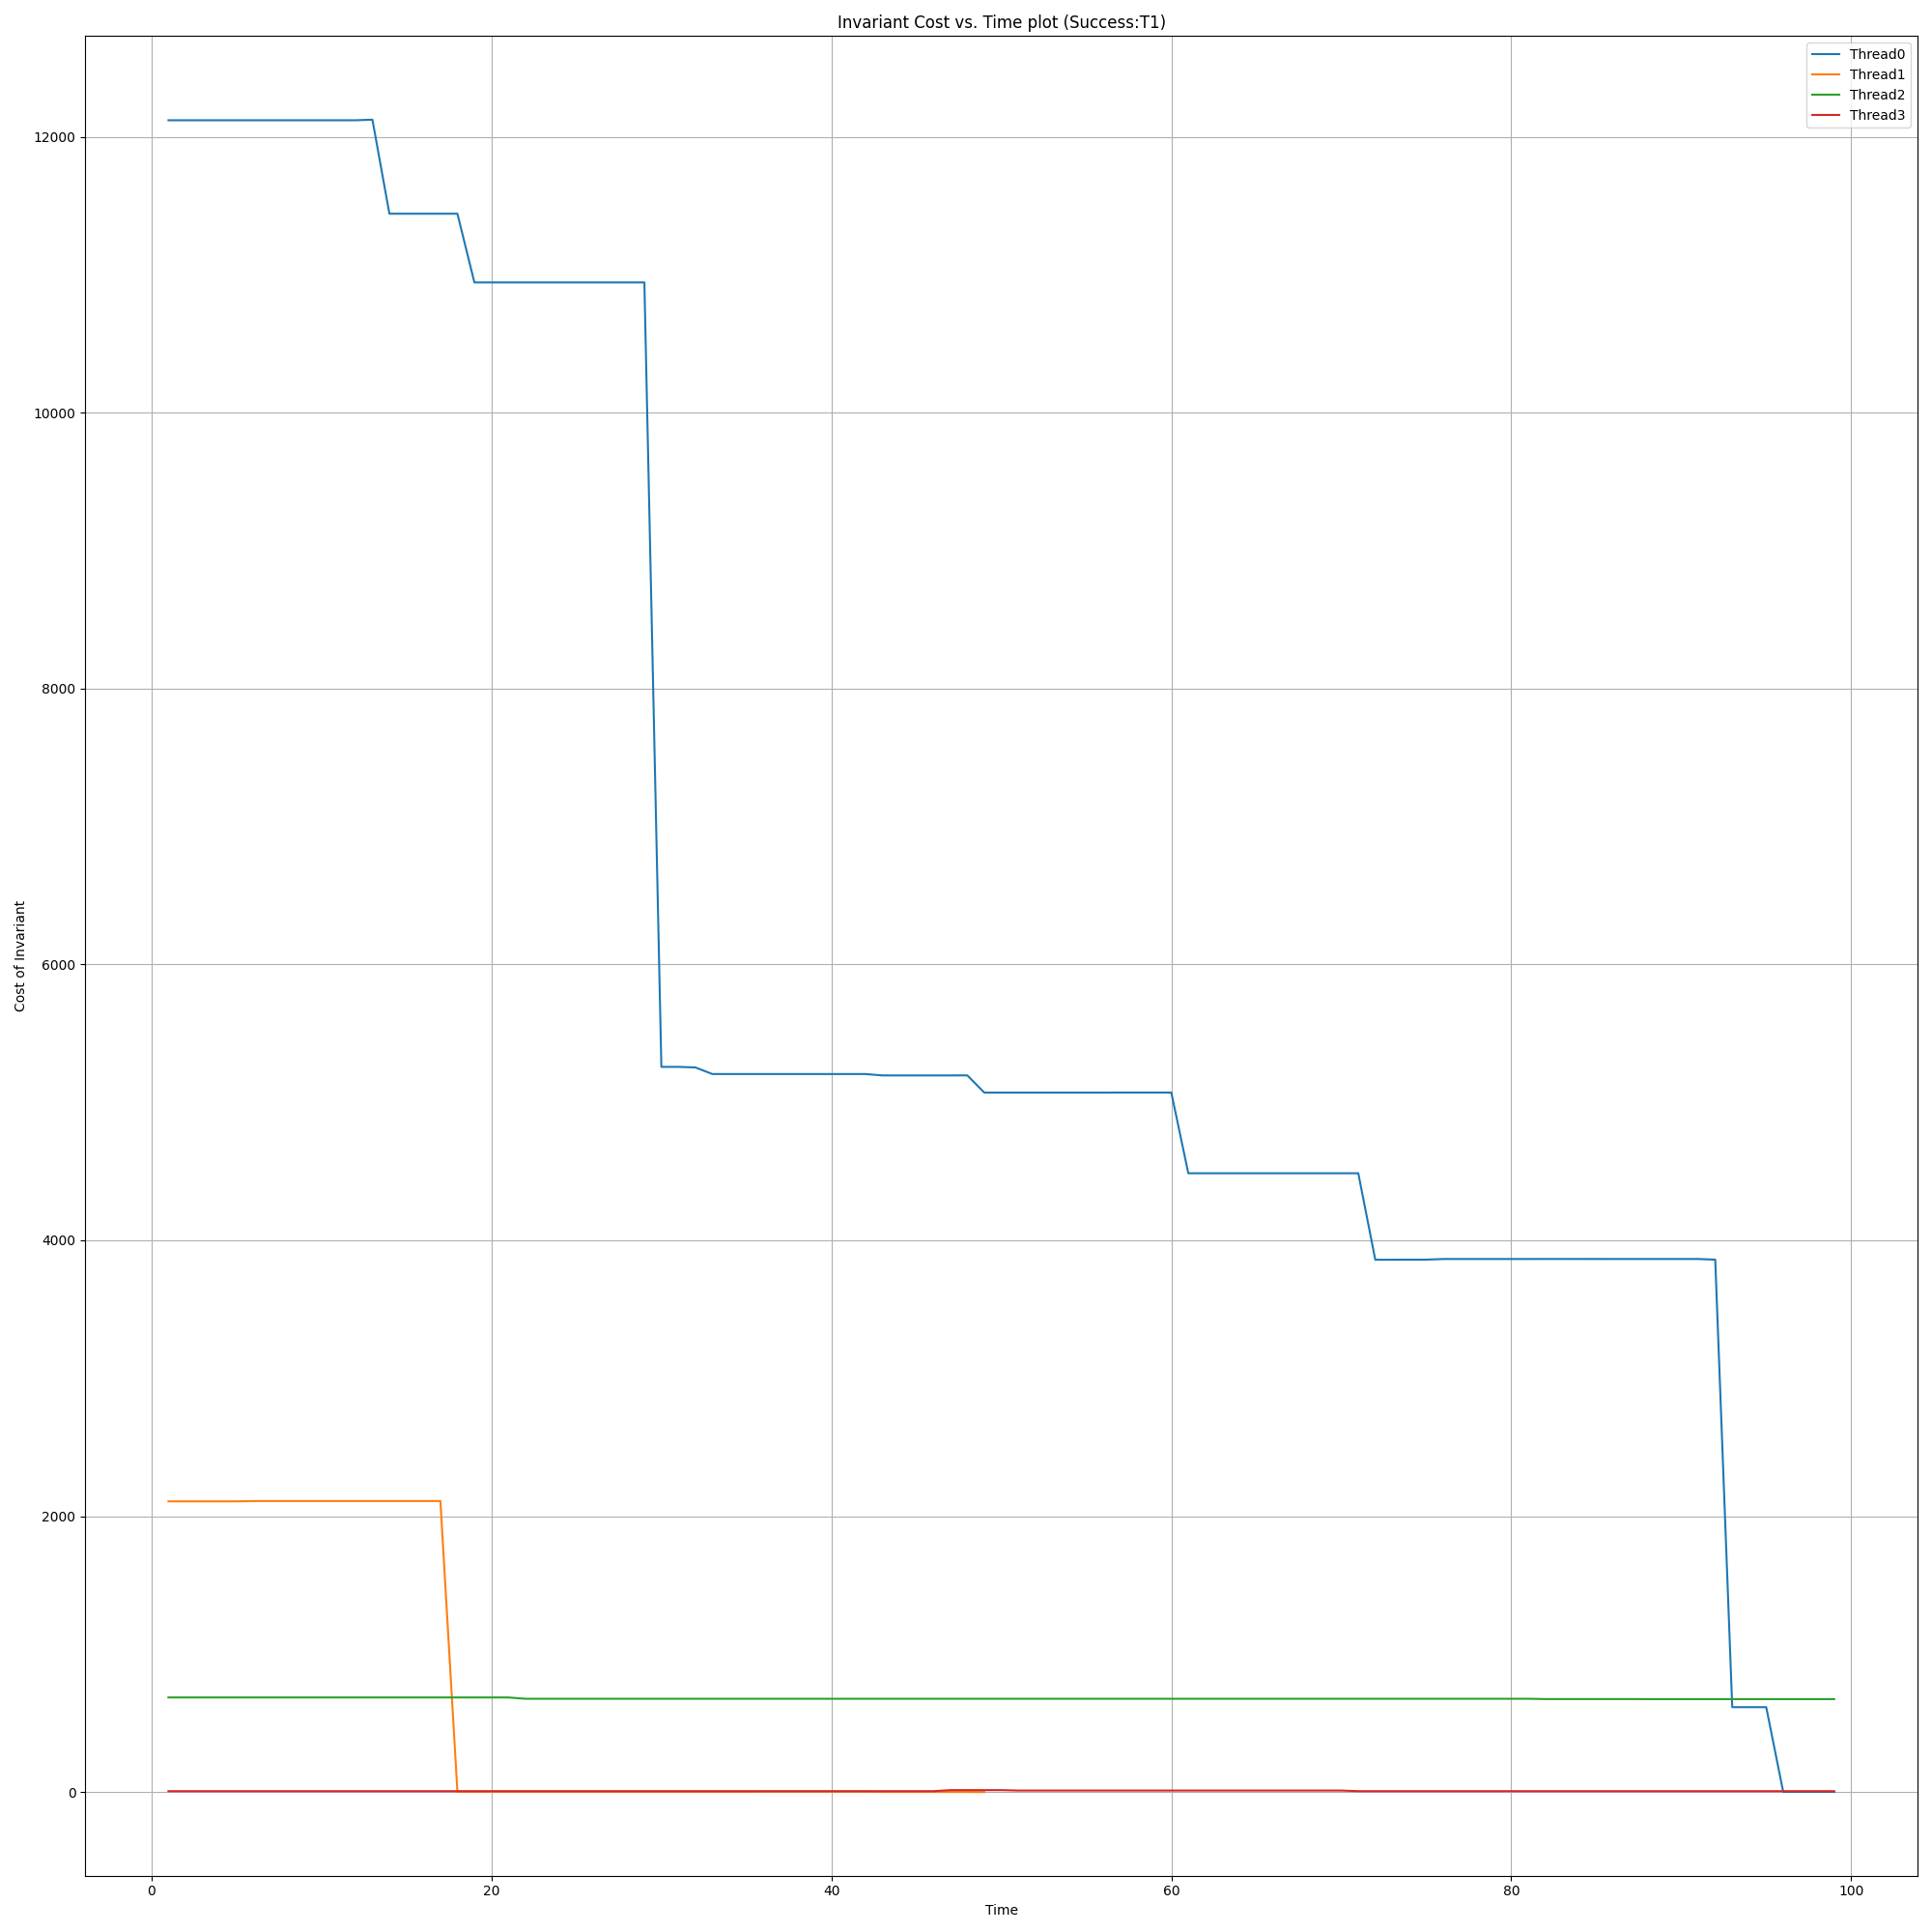 Invariant Cost vs. Time plot (Success:T1)
Thread0
Thread1
Thread2
Thread3
12000
10000
8000
6000
4000
2000
0
Cost of Invariant
0 20 40 60 80 100
Time